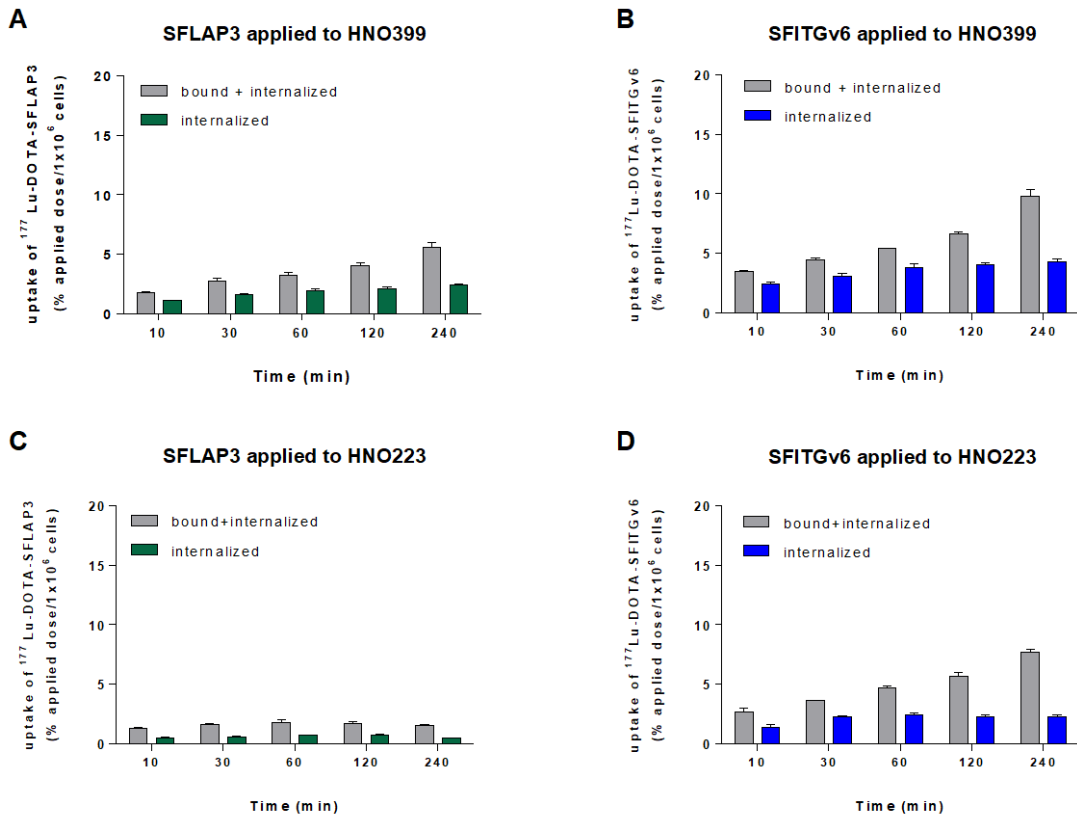 A
SFLAP3 applied to HNO399
uptake of ¹⁷⁷ Lu-DOTA-SFLAP3
(% applied dose/1x10⁶ cells)
20
15
10
5
0
bound + internalized
internalized
10 30 60 120 240
Time (min)
B
SFITGv6 applied to HNO399
uptake of ¹⁷⁷Lu-DOTA-SFITGv6
(% applied dose/1x10⁶ cells)
20
15
10
5
0
bound + internalized
internalized
10 30 60 120 240
Time (min)
C
SFLAP3 applied to HNO223
uptake of ¹⁷⁷Lu-DOTA-SFLAP3
(% applied dose/1x10⁶ cells)
20
15
10
5
0
bound+internalized
internalized
10 30 60 120 240
Time (min)
D
SFITGv6 applied to HNO223
uptake of ¹⁷⁷Lu-DOTA-SFITGv6
(% applied dose/1x10⁶ cells)
20
15
10
5
0
bound+internalized
internalized
10 30 60 120 240
Time (min)